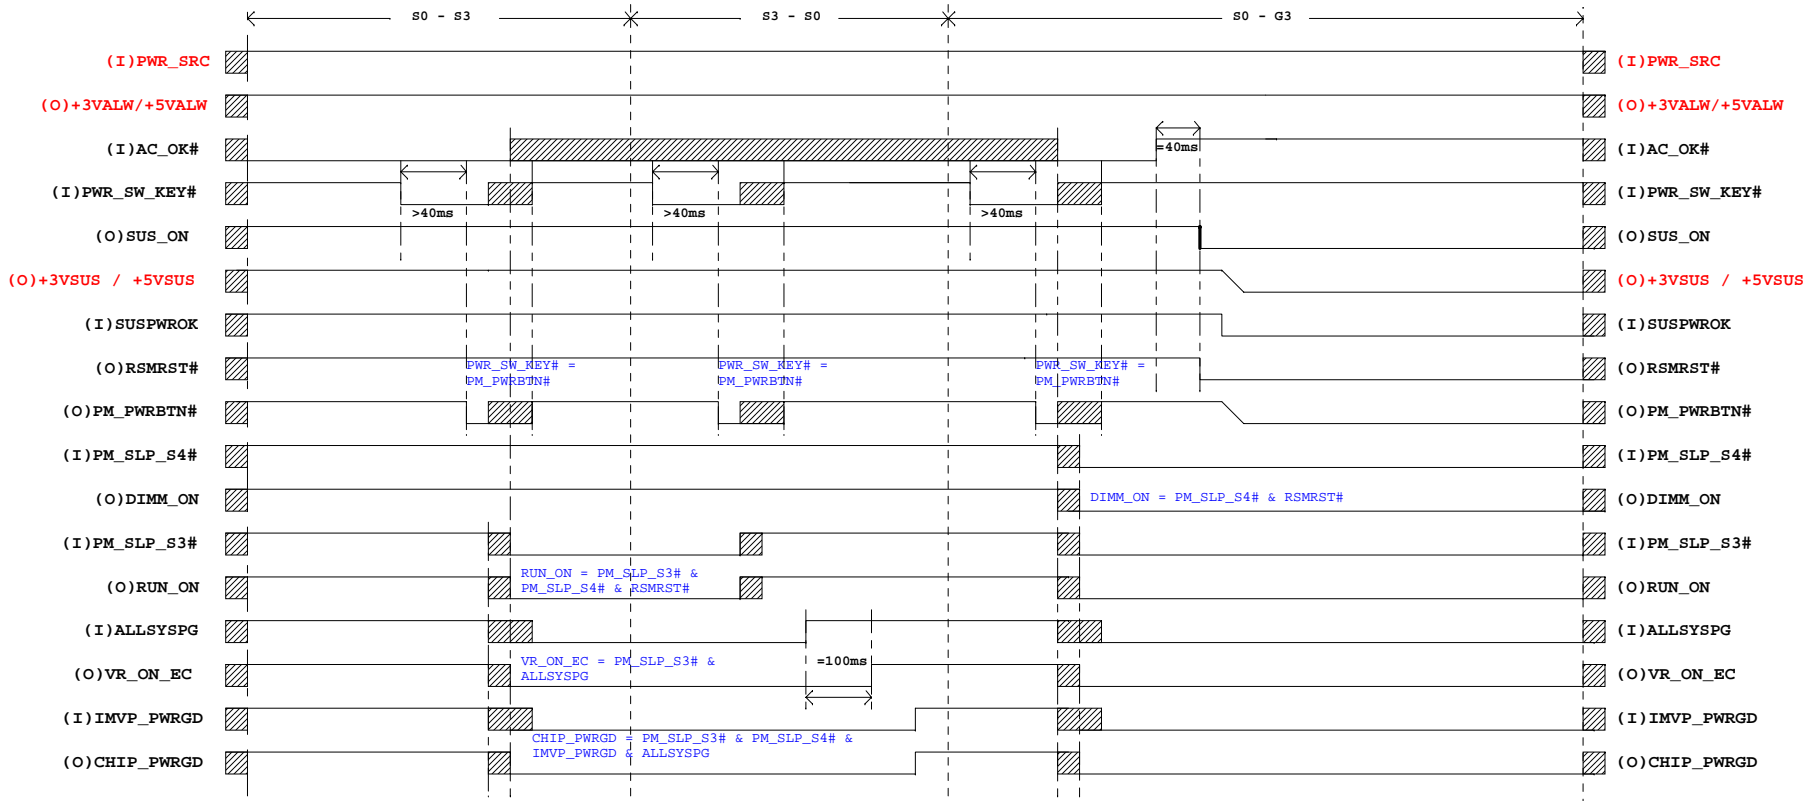 S0 - S3 S3 - S0 S0 - G3
(I)PWR_SRC (I)PWR_SRC
(O)+3VALW/+5VALW (O)+3VALW/+5VALW
(I)AC_OK# =40ms (I)AC_OK#
(I)PWR_SW_KEY# (I)PWR_SW_KEY#
>40ms >40ms >40ms
(O)SUS_ON (O)SUS_ON
(O)+3VSUS / +5VSUS (O)+3VSUS / +5VSUS
(I)SUSPWROK (I)SUSPWROK
(O)RSMRST# PWR_SW_KEY# = PWR_SW_KEY# = PWR_SW_KEY# = (O)RSMRST#
PM_PWRBTN# PM_PWRBTN# PM_PWRBTN#
(O)PM_PWRBTN# (O)PM_PWRBTN#
(I)PM_SLP_S4# (I)PM_SLP_S4#
(O)DIMM_ON DIMM_ON = PM_SLP_S4# & RSMRST# (O)DIMM_ON
(I)PM_SLP_S3# (I)PM_SLP_S3#
RUN_ON = PM_SLP_S3# &
(O)RUN_ON PM_SLP_S4# & RSMRST# (O)RUN_ON
(I)ALLSYSPG (I)ALLSYSPG
VR_ON_EC = PM_SLP_S3# & =100ms
(O)VR_ON_EC ALLSYSPG (O)VR_ON_EC
(I)IMVP_PWRGD (I)IMVP_PWRGD
CHIP_PWRGD = PM_SLP_S3# & PM_SLP_S4# &
IMVP_PWRGD & ALLSYSPG
(O)CHIP_PWRGD (O)CHIP_PWRGD